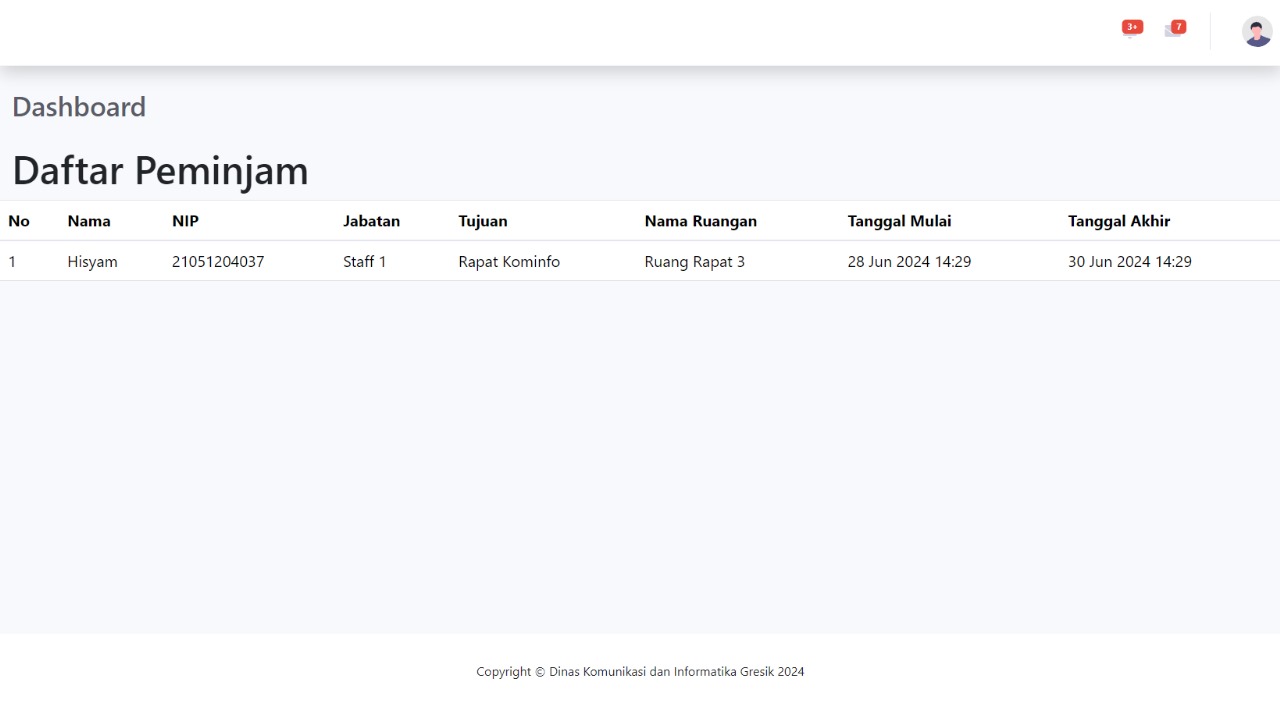 3+ 7
Dashboard
Daftar Peminjam
No Nama NIP Jabatan Tujuan Nama Ruangan Tanggal Mulai Tanggal Akhir
1 Hisyam 21051204037 Staff 1 Rapat Kominfo Ruang Rapat 3 28 Jun 2024 14:29 30 Jun 2024 14:29
Copyright © Dinas Komunikasi dan Informatika Gresik 2024